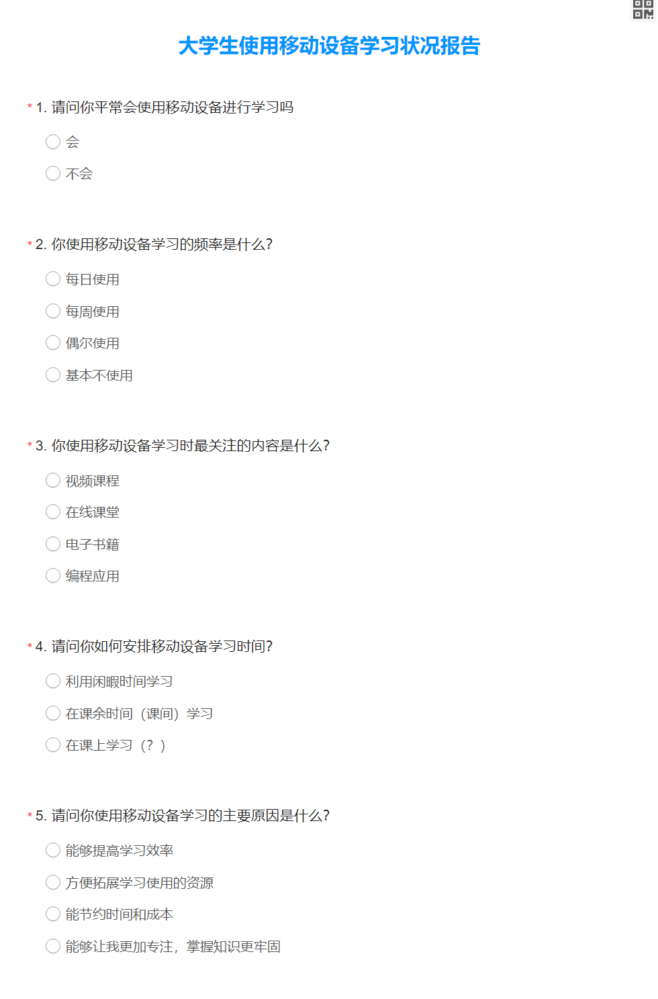 大学生使用移动设备学习状况报告
* 1. 请问你平常会使用移动设备进行学习吗
会
不会
* 2. 你使用移动设备学习的频率是什么?
每日使用
每周使用
偶尔使用
基本不使用
* 3. 你使用移动设备学习时最关注的内容是什么?
视频课程
在线课堂
电子书籍
编程应用
* 4. 请问你如何安排移动设备学习时间?
利用闲暇时间学习
在课余时间（课间）学习
在课上学习（？）
* 5. 请问你使用移动设备学习的主要原因是什么?
能够提高学习效率
方便拓展学习使用的资源
能节约时间和成本
能够让我更加专注，掌握知识更牢固